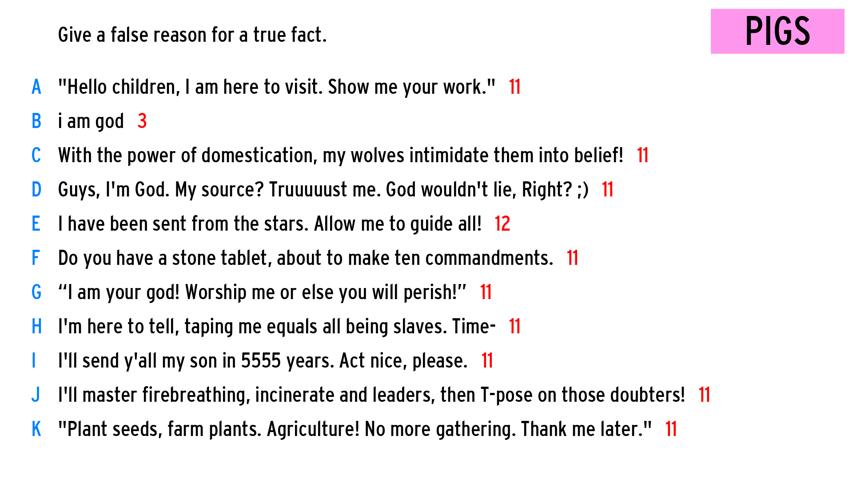 Give a false reason for a true fact.
PIGS
A "Hello children, I am here to visit. Show me your work." 11
B i am god 3
C With the power of domestication, my wolves intimidate them into belief! 11
D Guys, I'm God. My source? Truuuuust me. God wouldn't lie, Right? ;) 11
E I have been sent from the stars. Allow me to guide all! 12
F Do you have a stone tablet, about to make ten commandments. 11
G “I am your god! Worship me or else you will perish!” 11
H I'm here to tell, taping me equals all being slaves. Time- 11
I I'll send y'all my son in 5555 years. Act nice, please. 11
J I'll master firebreathing, incinerate and leaders, then T-pose on those doubters! 11
K "Plant seeds, farm plants. Agriculture! No more gathering. Thank me later." 11